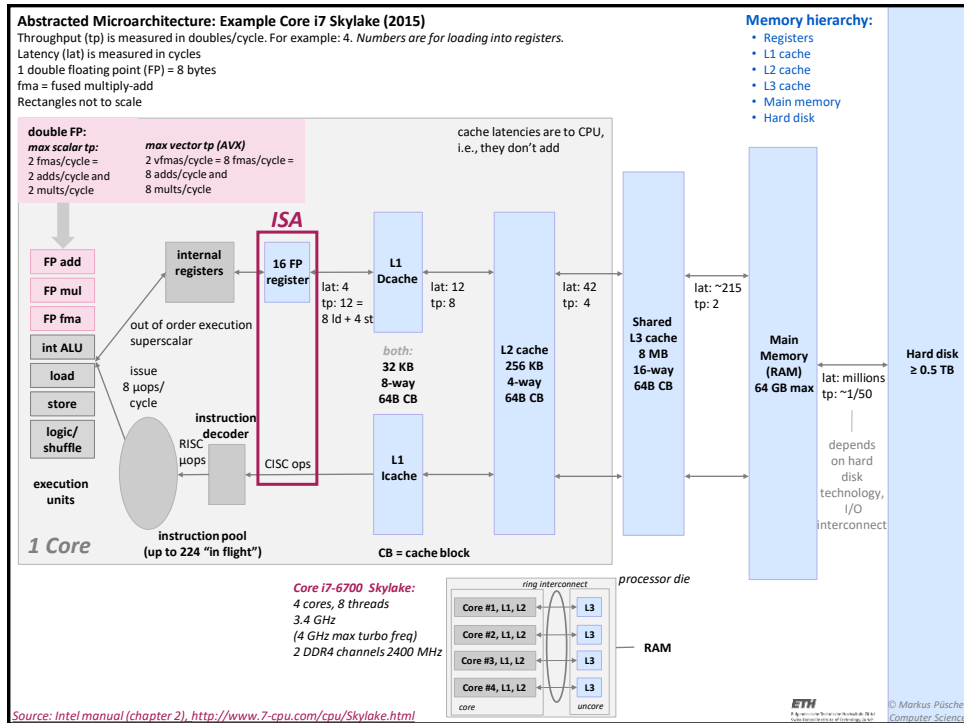 Abstracted Microarchitecture: Example Core i7 Skylake (2015)
Throughput (tp) is measured in doubles/cycle. For example: 4. Numbers are for loading into registers.
Latency (lat) is measured in cycles
1 double floating point (FP) = 8 bytes
fma = fused multiply-add
Rectangles not to scale
Memory hierarchy:
• Registers
• L1 cache
• L2 cache
• L3 cache
• Main memory
• Hard disk
double FP:
max scalar tp:
2 fmas/cycle =
2 adds/cycle and
2 mults/cycle
max vector tp (AVX)
2 vfmas/cycle = 8 fmas/cycle =
8 adds/cycle and
8 mults/cycle
cache latencies are to CPU,
i.e., they don't add
ISA
FP add
FP mul
FP fma
int ALU
load
store
logic/
shuffle
execution
units
internal
registers
16 FP
register
out of order execution
superscalar
issue
8 µops/
cycle
lat: 4
tp: 12 =
8 ld + 4 st
L1
Dcache
lat: 12
tp: 8
both:
32 KB
8-way
64B CB
L2 cache
256 KB
4-way
64B CB
lat: 42
tp: 4
Shared
L3 cache
8 MB
16-way
64B CB
lat: ~215
tp: 2
Main
Memory
(RAM)
64 GB max
lat: millions
tp: ~1/50
Hard disk
≥ 0.5 TB
depends
on hard
disk
technology,
I/O
interconnect
instruction
decoder
RISC
µops
CISC ops
L1
Icache
instruction pool
(up to 224 "in flight")
1 Core
CB = cache block
Core i7-6700 Skylake:
4 cores, 8 threads
3.4 GHz
(4 GHz max turbo freq)
2 DDR4 channels 2400 MHz
ring interconnect
processor die
Core #1, L1, L2
L3
Core #2, L1, L2
L3
Core #3, L1, L2
L3
Core #4, L1, L2
L3
core
uncore
RAM
Source: Intel manual (chapter 2), http://www.7-cpu.com/cpu/Skylake.html
ETH
Eidgenössische Technische Hochschule Zürich
Swiss Federal Institute of Technology Zurich
© Markus Püsche
Computer Science